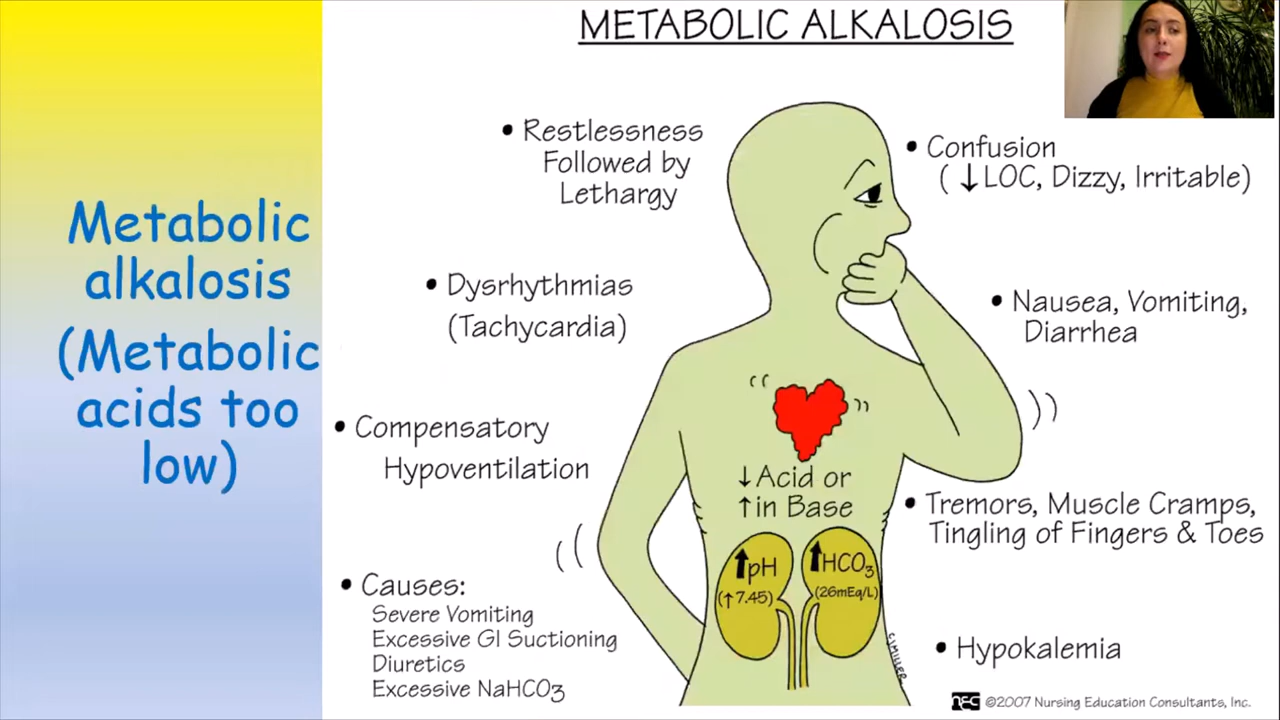 METABOLIC ALKALOSIS
Metabolic
alkalosis
(Metabolic
acids too
low)
• Restlessness
Followed by
Lethargy
• Confusion
(↓LOC, Dizzy, Irritable)
• Dysrhythmias
(Tachycardia)
• Nausea, Vomiting,
Diarrhea
• Compensatory
Hypoventilation
↓Acid or
↑in Base
• Tremors, Muscle Cramps,
Tingling of Fingers & Toes
↑pH
(↑7.45)
↑HCO₃
(26mEq/L)
• Causes:
Severe Vomiting
Excessive GI Suctioning
Diuretics
Excessive NaHCO₃
• Hypokalemia
C.J.MILLER
nec ©2007 Nursing Education Consultants, Inc.